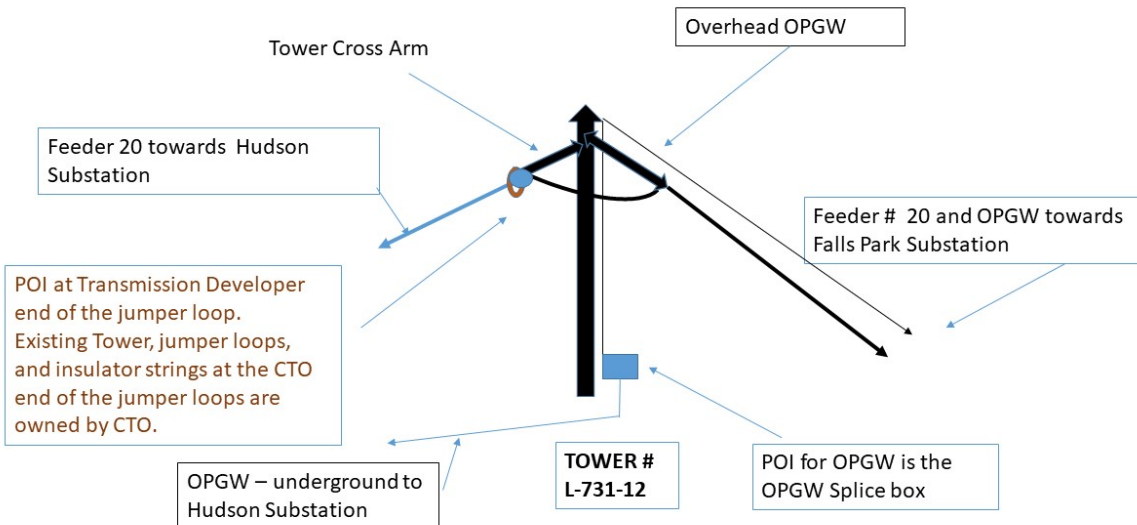 Overhead OPGW
Tower Cross Arm
Feeder 20 towards Hudson
Substation
Feeder # 20 and OPGW towards
Falls Park Substation
POI at Transmission Developer
end of the jumper loop.
Existing Tower, jumper loops,
and insulator strings at the CTO
end of the jumper loops are
owned by CTO.
OPGW – underground to
Hudson Substation
TOWER #
L-731-12
POI for OPGW is the
OPGW Splice box